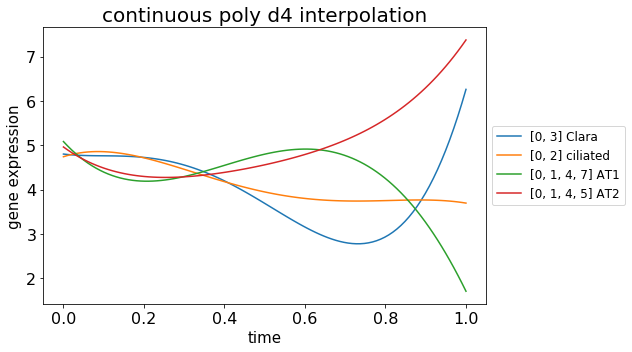 continuous poly d4 interpolation
gene expression
7
6
5
4
3
2
0.0 0.2 0.4 0.6 0.8 1.0
time
[0, 3] Clara
[0, 2] ciliated
[0, 1, 4, 7] AT1
[0, 1, 4, 5] AT2